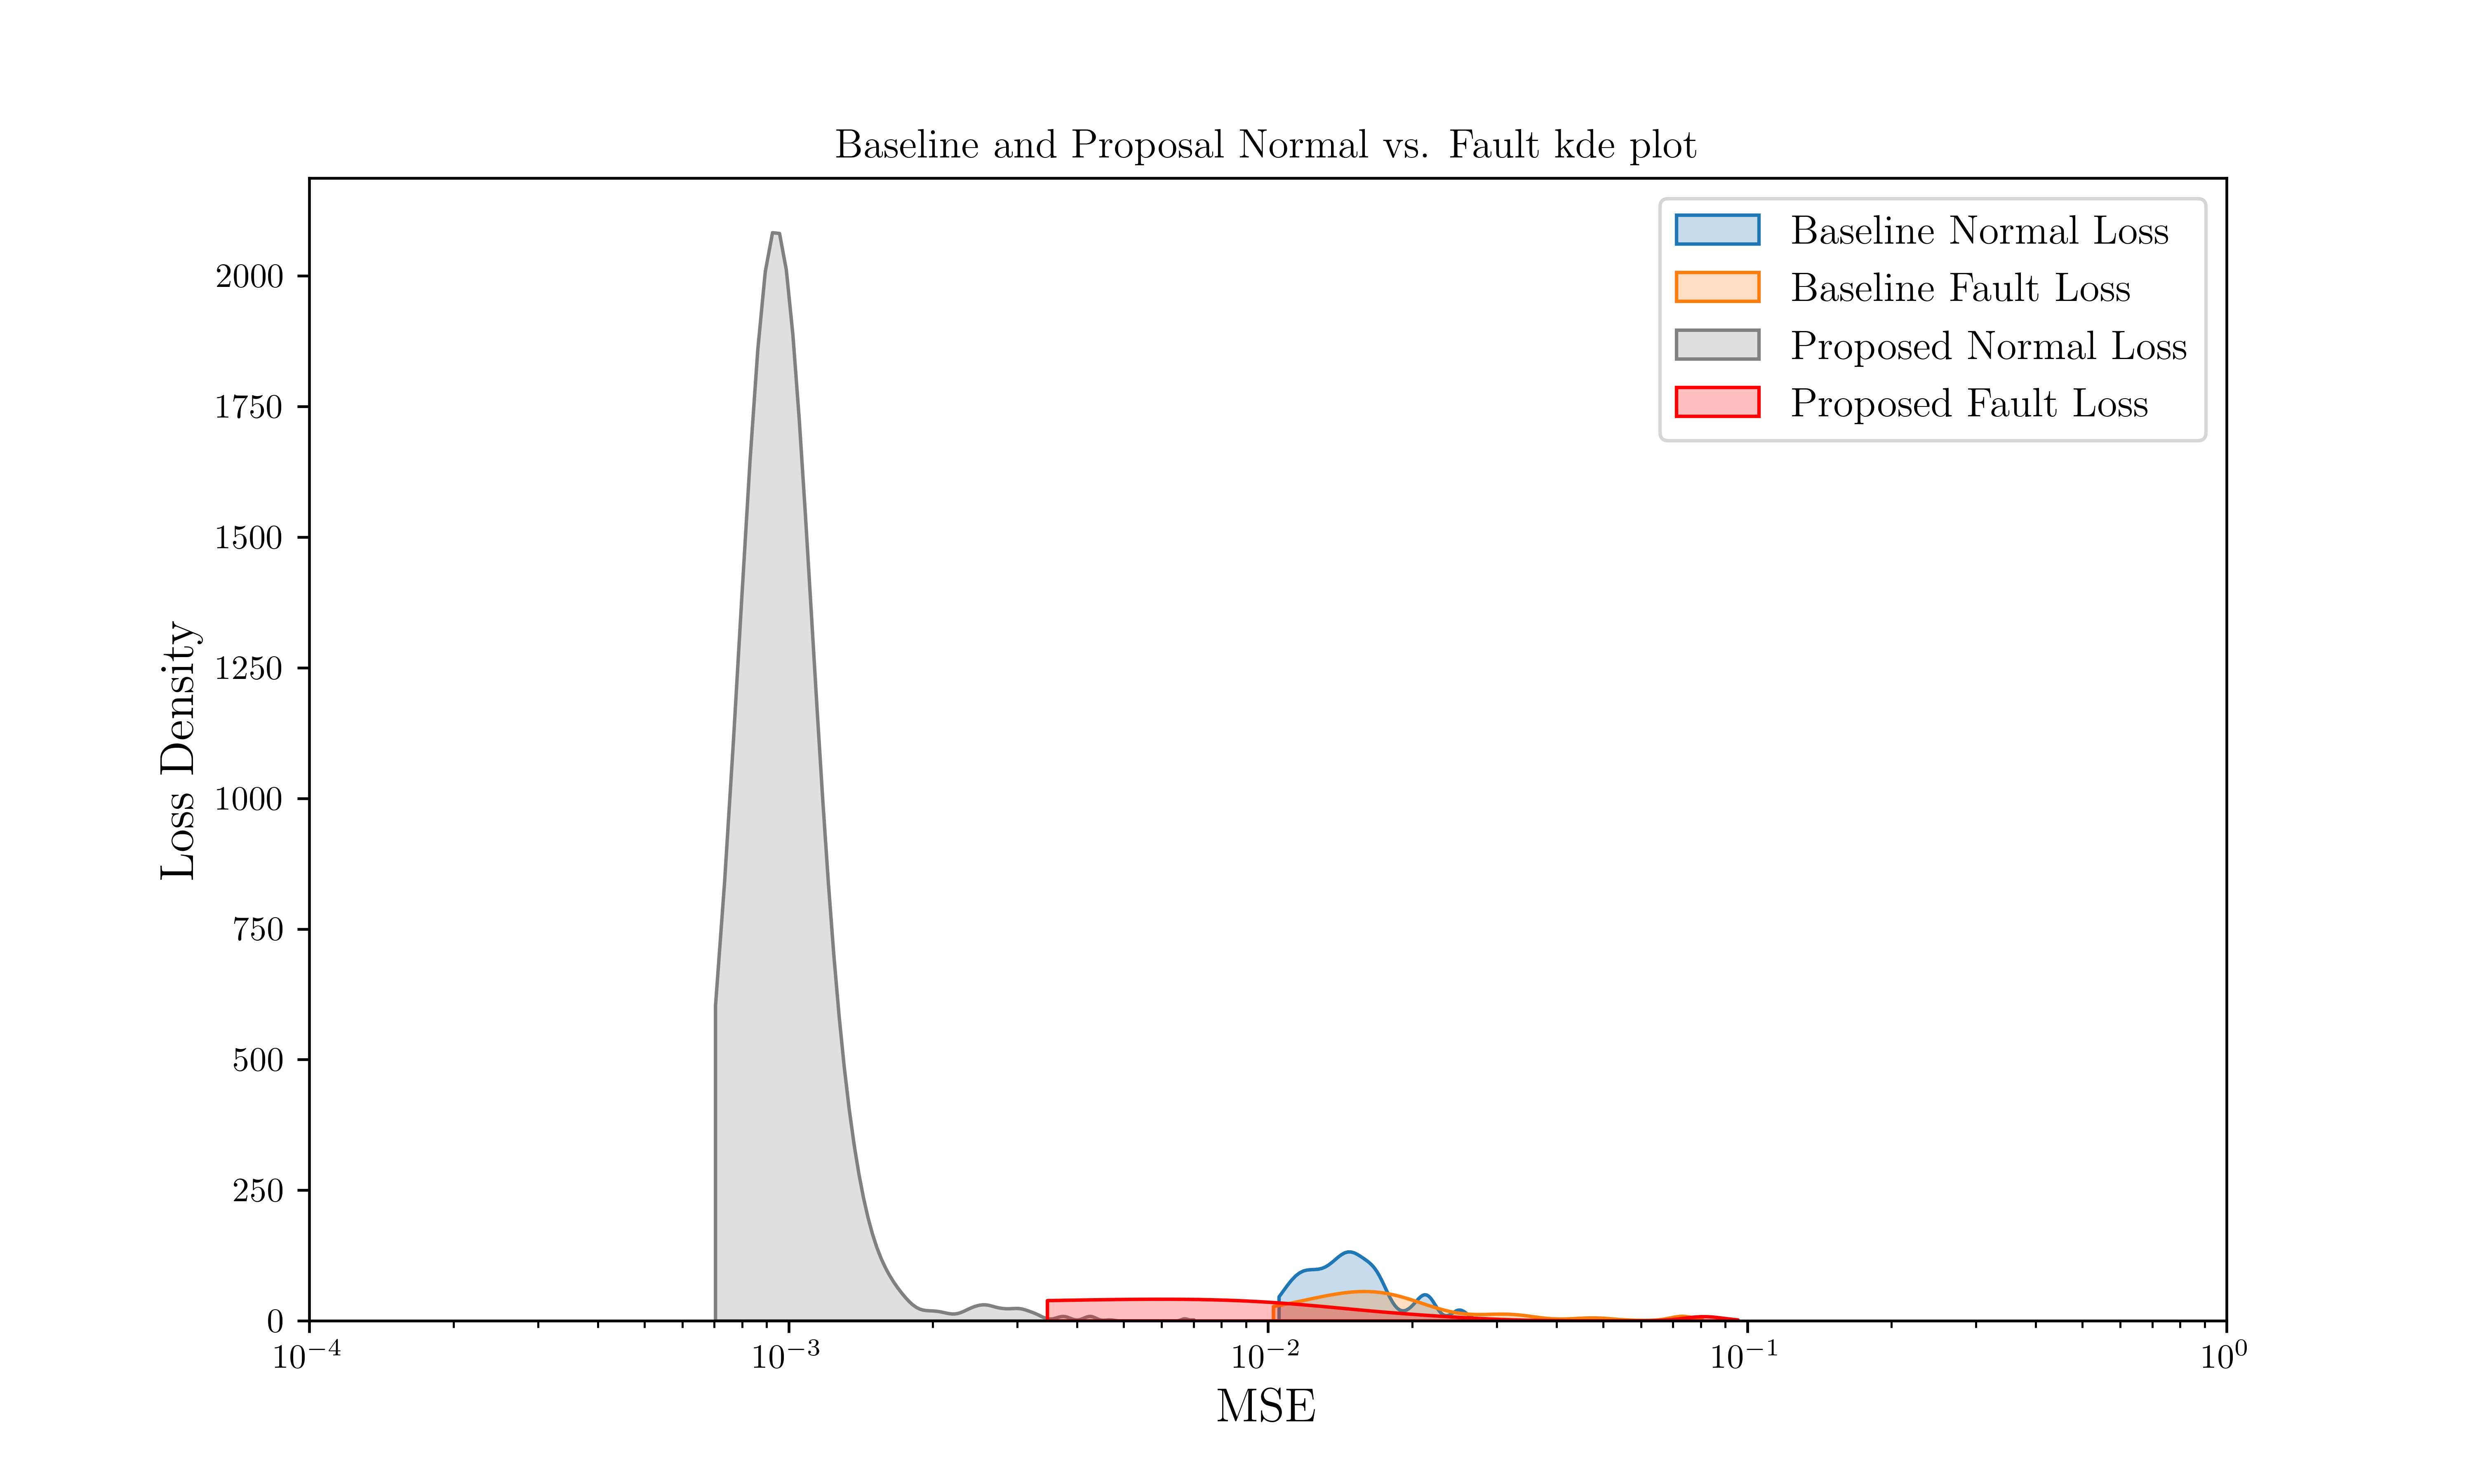 Baseline and Proposal Normal vs. Fault kde plot
Baseline Normal Loss
Baseline Fault Loss
Proposed Normal Loss
Proposed Fault Loss
Loss Density
2000
1750
1500
1250
1000
750
500
250
0
10⁻⁴ 10⁻³ 10⁻² 10⁻¹ 10⁰
MSE